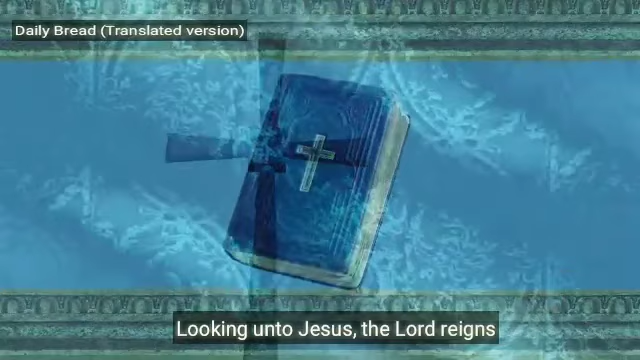 Daily Bread (Translated version)
Looking unto Jesus, the Lord reigns